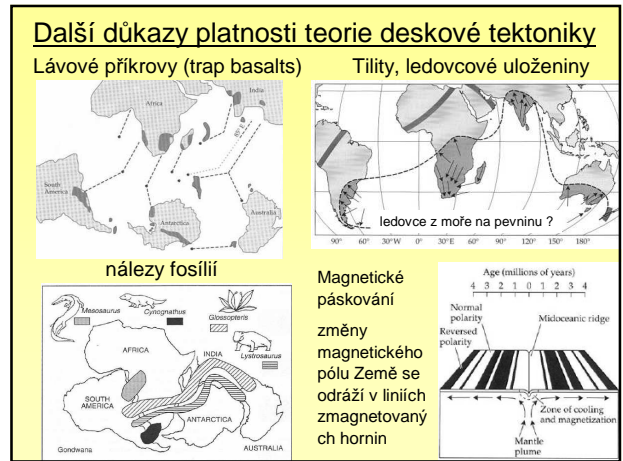 Další důkazy platnosti teorie deskové tektoniky
Lávové příkrovy (trap basalts)
Africa
India
South
America
Antarctica
Australia
Tility, ledovcové uloženiny
ledovce z moře na pevninu ?
90° 60° 30°W 0° 30°E 60° 90° 120° 150° 180°
nálezy fosílií
Mesosaurus
Cynognathus
Glossopteris
Lystrosaurus
AFRICA
INDIA
SOUTH
AMERICA
ANTARCTICA
AUSTRALIA
Gondwana
Magnetické
páskování
změny
magnetického
pólu Země se
odráží v liniích
zmagnetovaný
ch hornin
Age (millions of years)
4 3 2 1 0 1 2 3 4
Normal
polarity
Midoceanic ridge
Reversed
polarity
Zone of cooling
and magnetization
Mantle
plume